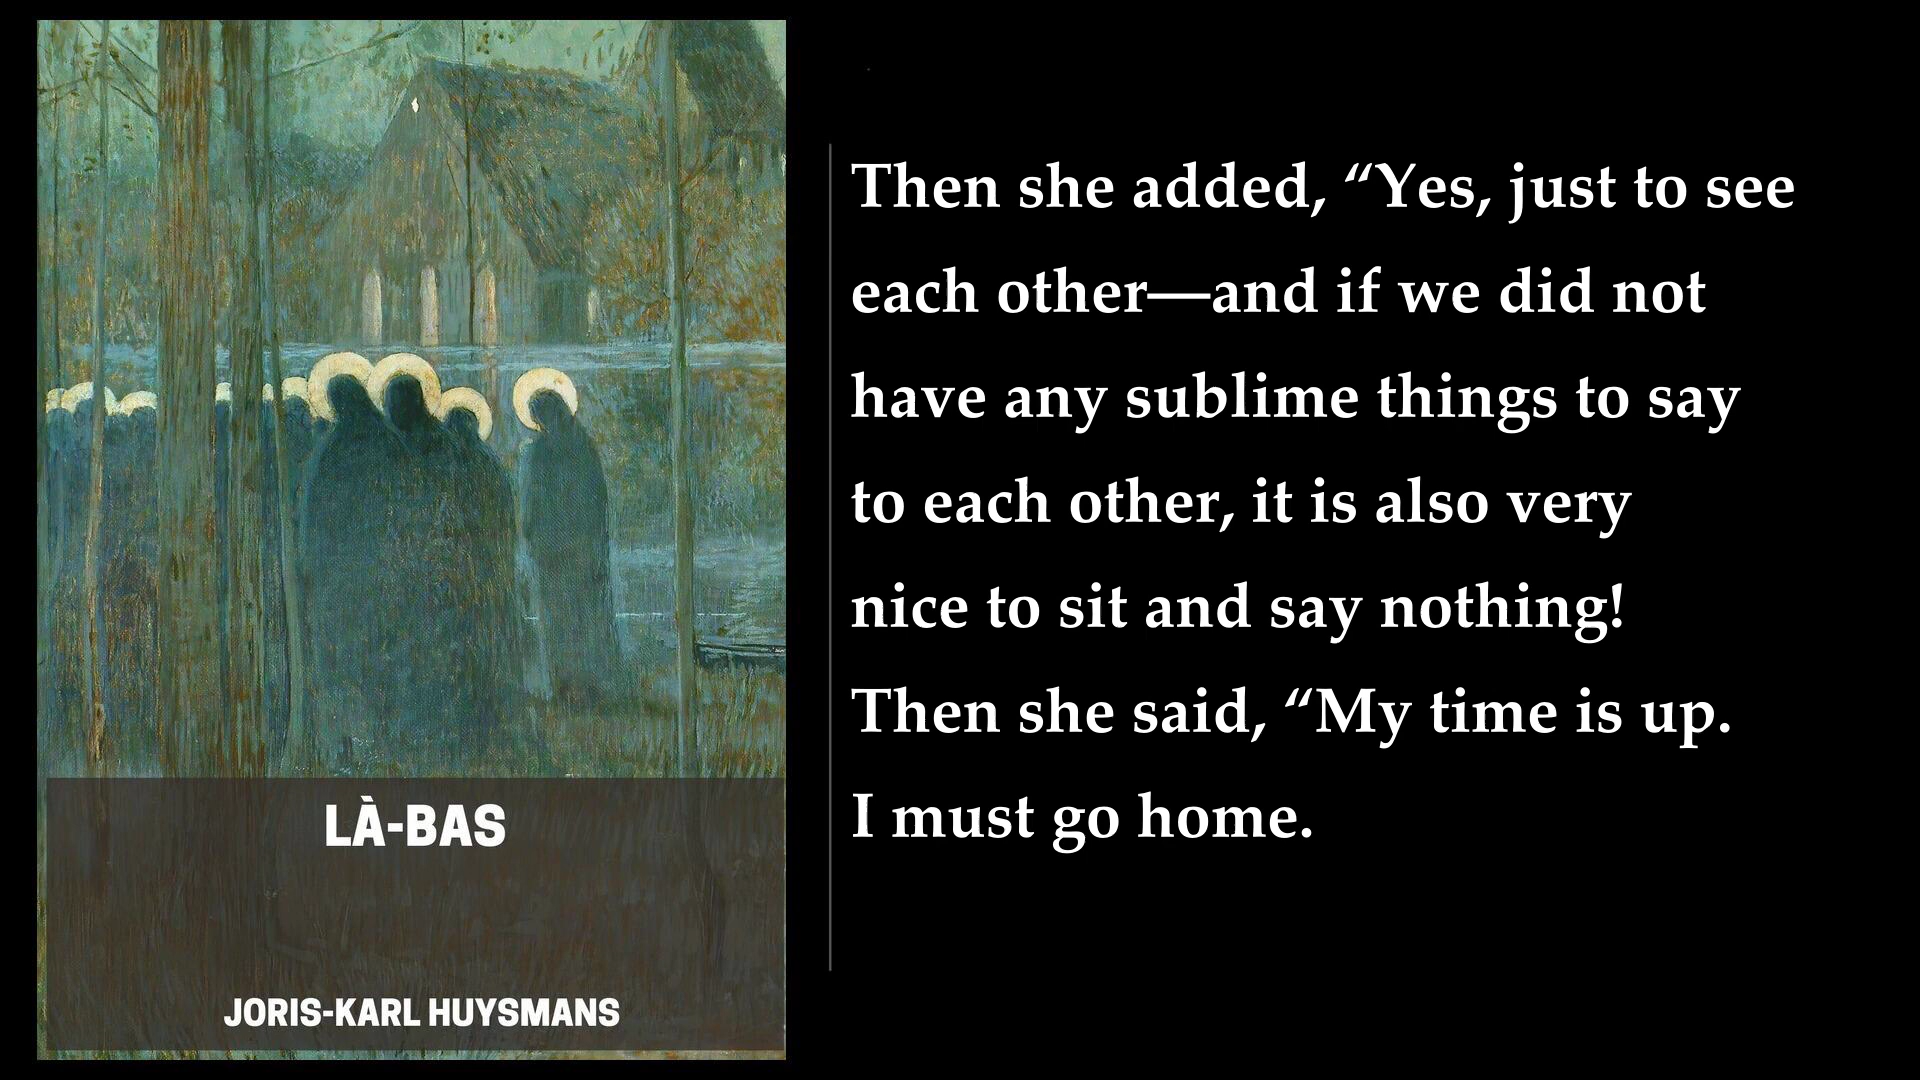 LÀ-BAS
JORIS-KARL HUYSMANS
Then she added, “Yes, just to see
each other—and if we did not
have any sublime things to say
to each other, it is also very
nice to sit and say nothing!
Then she said, “My time is up.
I must go home.